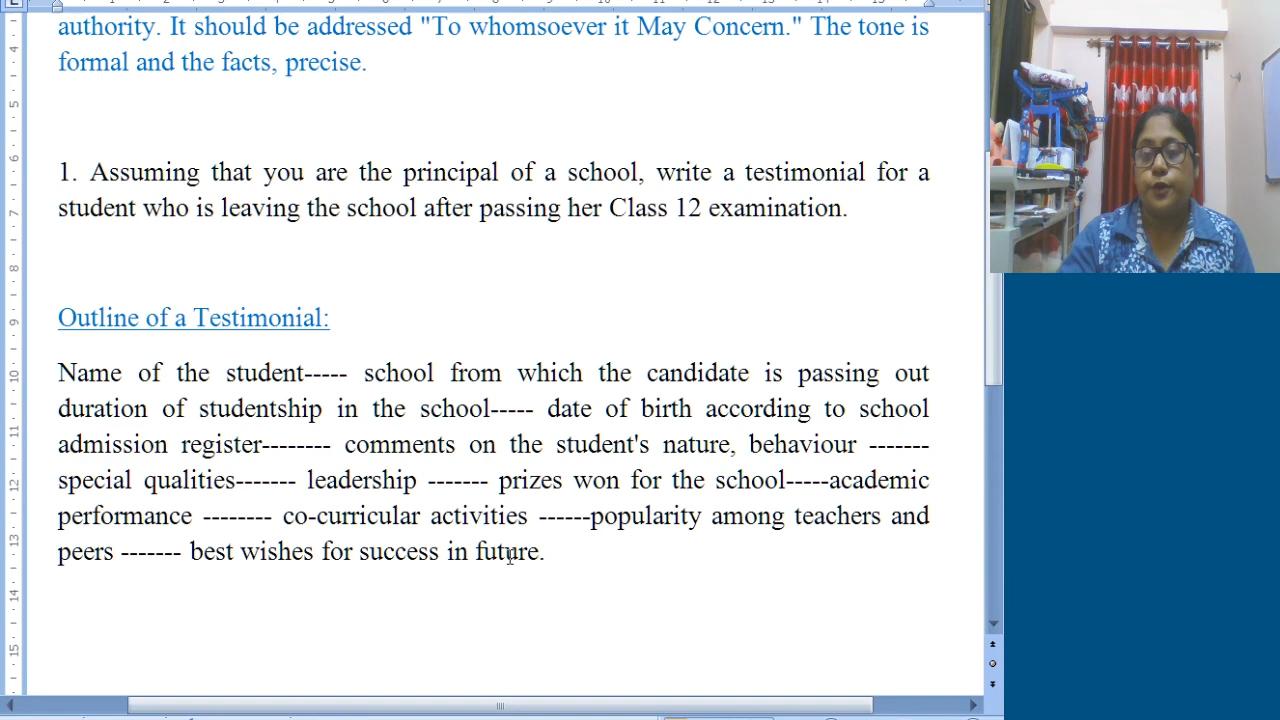 authority. It should be addressed "To whomsoever it May Concern." The tone is
formal and the facts, precise.
1. Assuming that you are the principal of a school, write a testimonial for a
student who is leaving the school after passing her Class 12 examination.
Outline of a Testimonial:
Name of the student----- school from which the candidate is passing out
duration of studentship in the school----- date of birth according to school
admission register-------- comments on the student's nature, behaviour -------
special qualities------- leadership ------- prizes won for the school-----academic
performance -------- co-curricular activities ------popularity among teachers and
peers ------- best wishes for success in future.